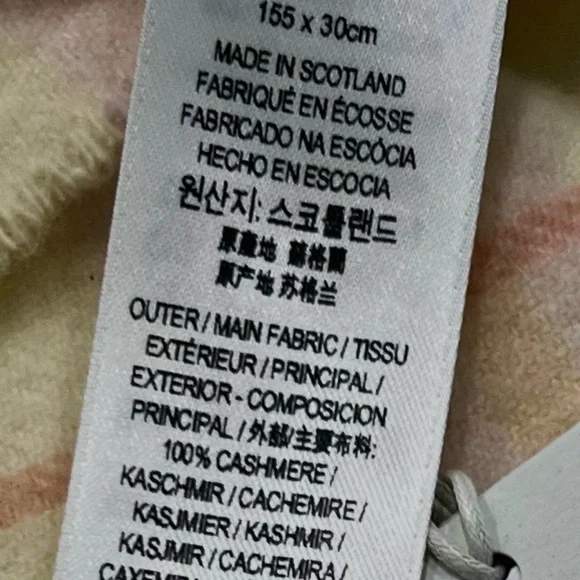 155 x 30cm
MADE IN SCOTLAND
FABRIQUÉ EN ÉCOSSE
FABRICADO NA ESCÓCIA
HECHO EN ESCOCIA
원산지: 스코틀랜드
原產地 蘇格蘭
原产地 苏格兰
OUTER / MAIN FABRIC / TISSU
EXTÉRIEUR / PRINCIPAL /
EXTERIOR - COMPOSICION
PRINCIPAL / 外部/主要布料:
100% CASHMERE /
KASCHMIR / CACHEMIRE /
KASJMIER / KASHMIR /
KASJMIR / CACHEMIRA /
CAXEMIR /